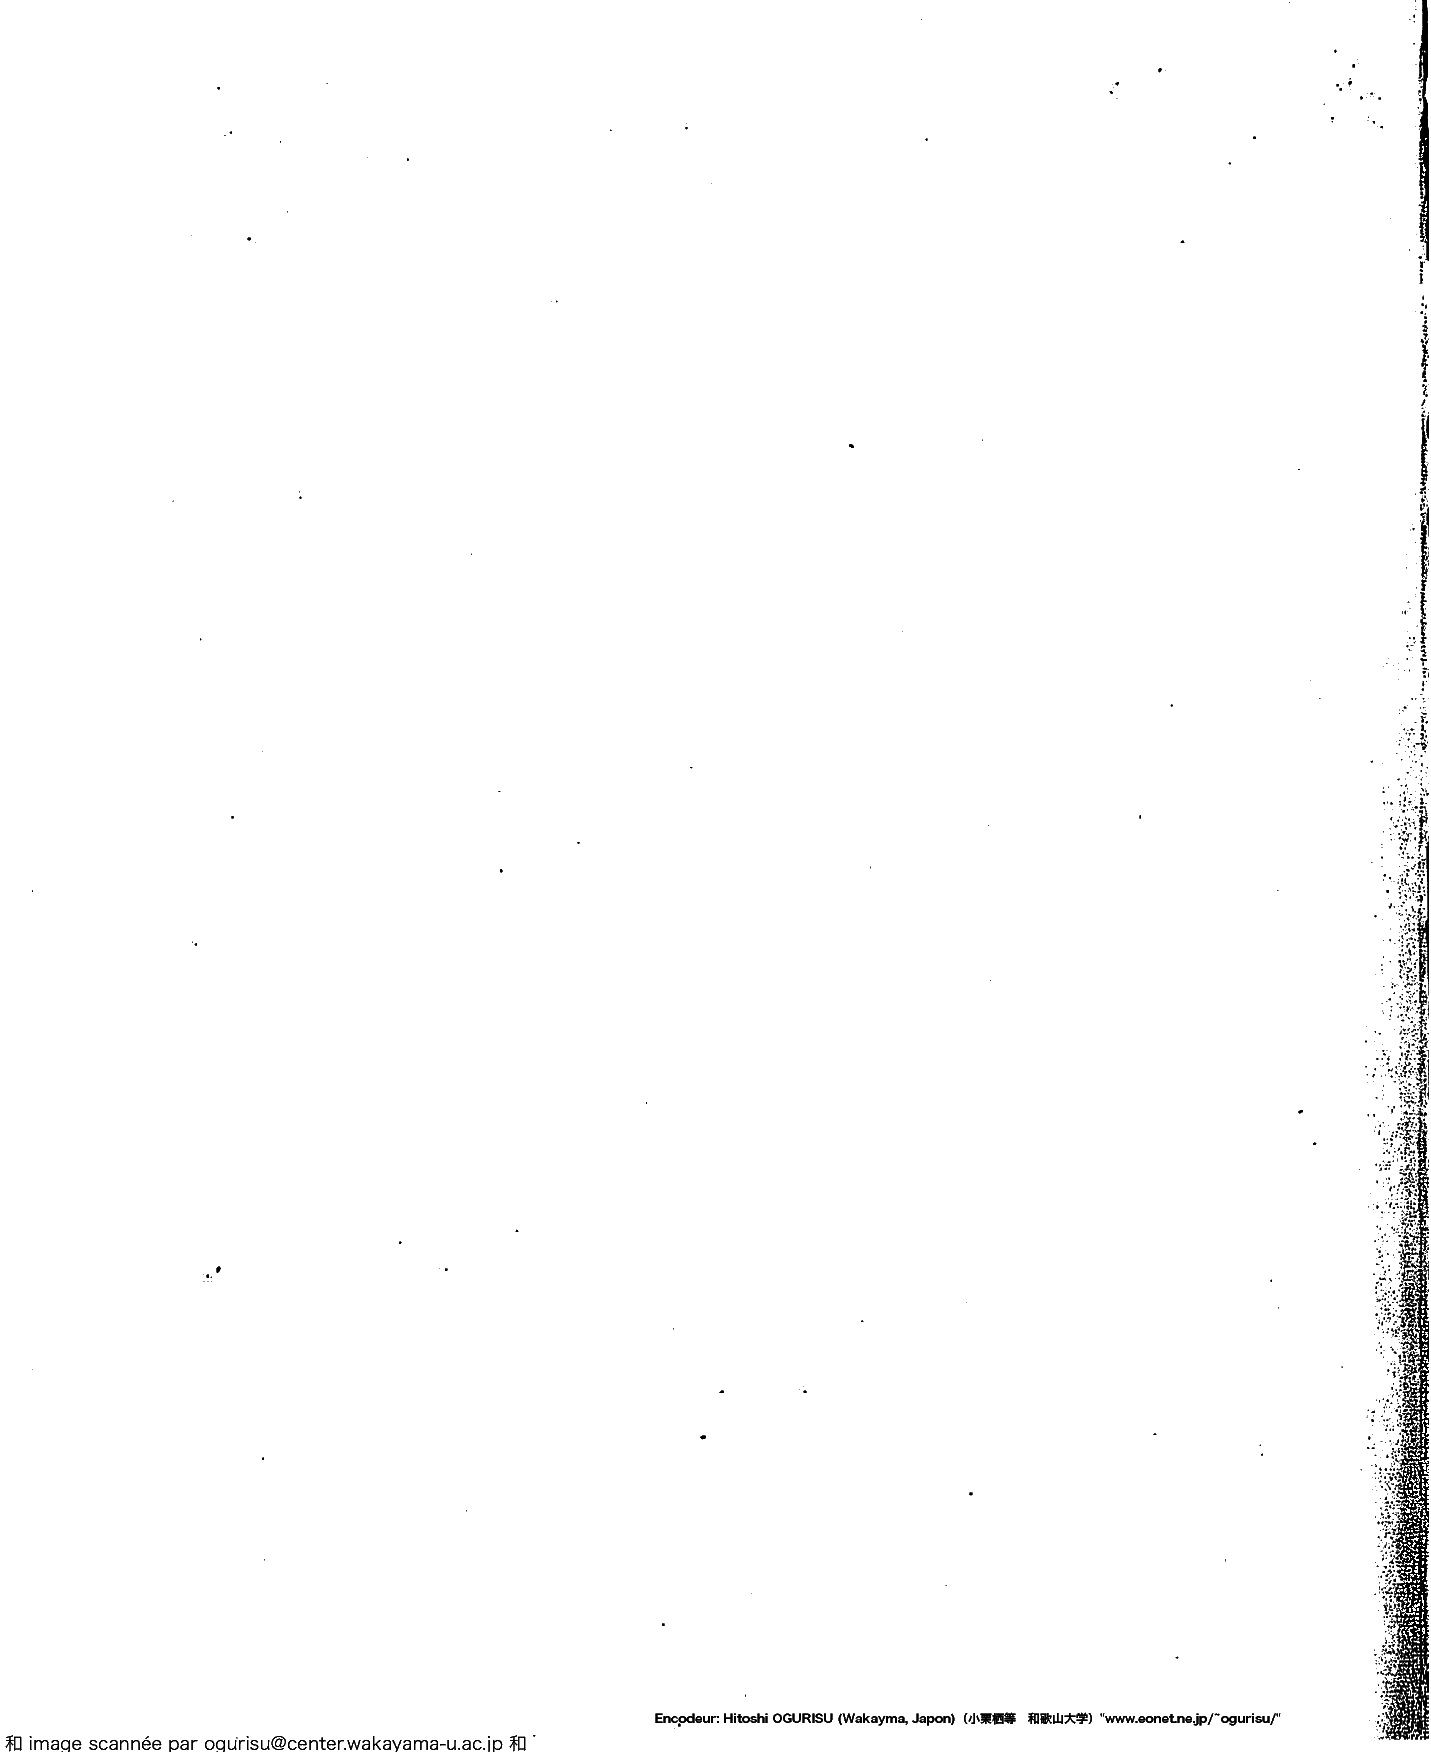 Encodeur: Hitoshi OGURISU (Wakayma, Japon)（小栗栖等　和歌山大学）"www.eonet.ne.jp/~ogurisu/"
和 image scannée par ogurisu@center.wakayama-u.ac.jp 和